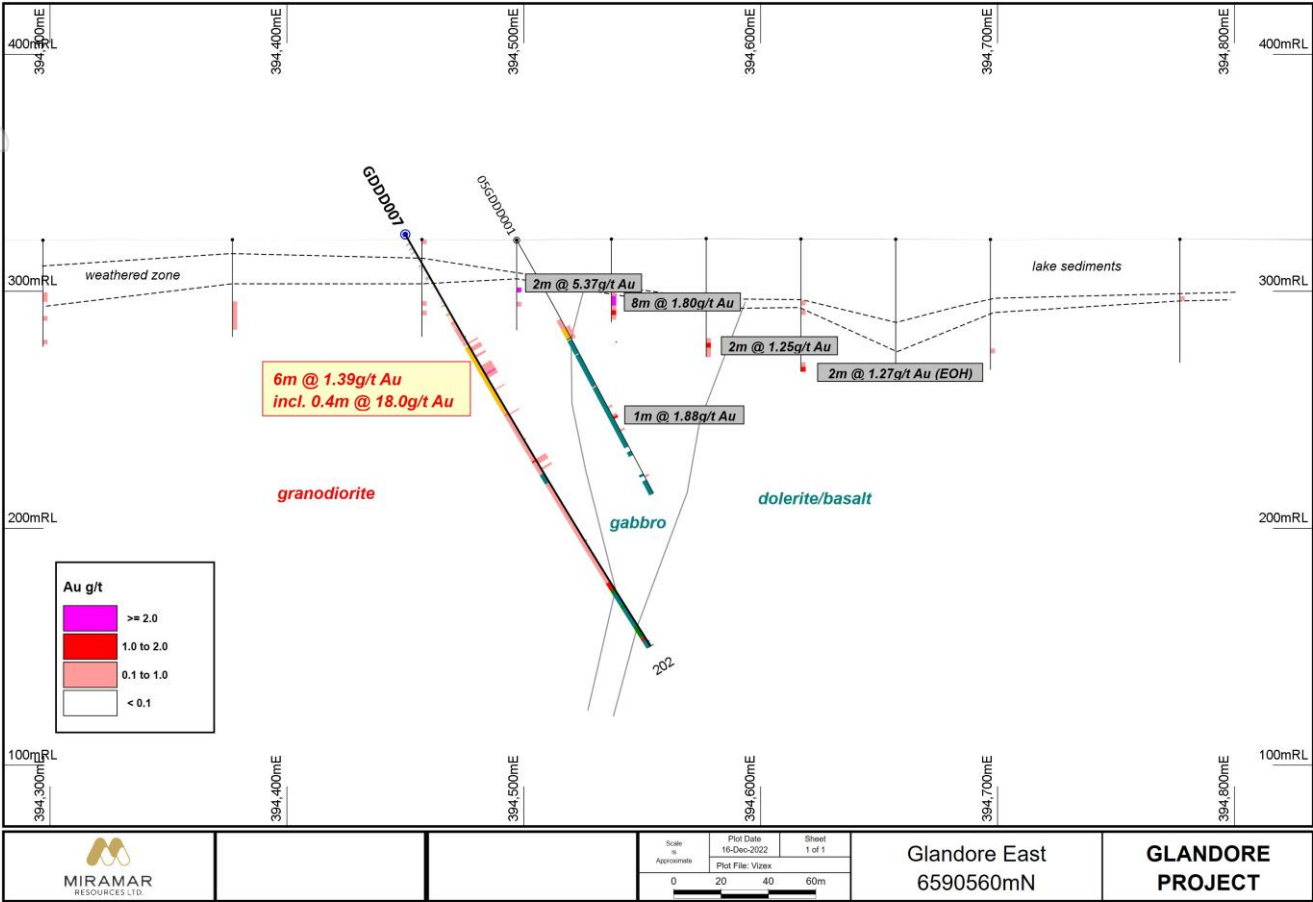 394,300mE
394,400mE
394,500mE
394,600mE
394,700mE
394,800mE
400mRL
400mRL
GDDD007
05GDDD001
weathered zone
lake sediments
300mRL
300mRL
2m @ 5.37g/t Au
8m @ 1.80g/t Au
2m @ 1.25g/t Au
2m @ 1.27g/t Au (EOH)
6m @ 1.39g/t Au
incl. 0.4m @ 18.0g/t Au
1m @ 1.88g/t Au
granodiorite
gabbro
dolerite/basalt
200mRL
200mRL
202
Au g/t
>= 2.0
1.0 to 2.0
0.1 to 1.0
< 0.1
100mRL
100mRL
394,300mE
394,400mE
394,500mE
394,600mE
394,700mE
394,800mE
MIRAMAR
RESOURCES LTD.
Scale
is
Approximate
Plot Date
16-Dec-2022
Sheet
1 of 1
Plot File: Vizex
0 20 40 60m
Glandore East
6590560mN
GLANDORE
PROJECT